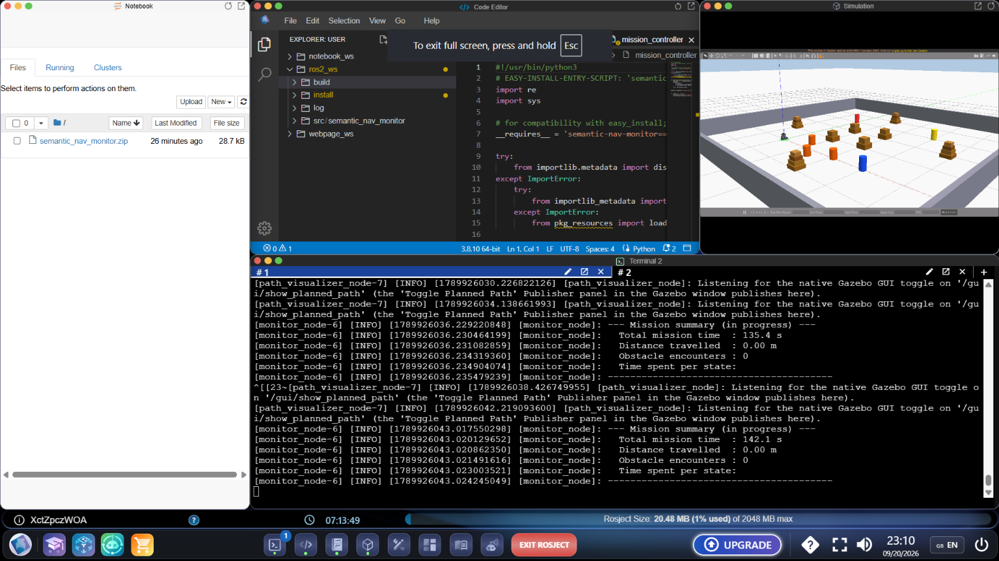 Notebook
Files
Running
Clusters
Select items to perform actions on them.
Upload
New
0
/
Name
Last Modified
File size
semantic_nav_monitor.zip
26 minutes ago
28.7 kB
Code Editor
File Edit Selection View Go Help
EXPLORER: USER
To exit full screen, press and hold Esc
mission_controller
mission_controller
notebook_ws
ros2_ws
build
install
log
src/semantic_nav_monitor
webpage_ws
1 #!/usr/bin/python3
2 # EASY-INSTALL-ENTRY-SCRIPT: 'semantic
3 import re
4 import sys
5
6 # for compatibility with easy_install;
7 __requires__ = 'semantic-nav-monitor==
8
9 try:
10 from importlib.metadata import dis
11 except ImportError:
12 try:
13 from importlib_metadata import
14 except ImportError:
15 from pkg_resources import load
16
0 1
3.8.10 64-bit Ln 1, Col 1 LF UTF-8 Spaces: 4 Python 2
Simulation
Terminal 2
# 1
# 2
[path_visualizer_node-7] [INFO] [1789926030.226822126] [path_visualizer_node]: Listening for the native Gazebo GUI toggle on '/gu
i/show_planned_path' (the 'Toggle Planned Path' Publisher panel in the Gazebo window publishes here).
[path_visualizer_node-7] [INFO] [1789926034.138661993] [path_visualizer_node]: Listening for the native Gazebo GUI toggle on '/gu
i/show_planned_path' (the 'Toggle Planned Path' Publisher panel in the Gazebo window publishes here).
[monitor_node-6] [INFO] [1789926036.229220848] [monitor_node]: --- Mission summary (in progress) ---
[monitor_node-6] [INFO] [1789926036.230464199] [monitor_node]:   Total mission time  : 135.4 s
[monitor_node-6] [INFO] [1789926036.231082859] [monitor_node]:   Distance travelled  : 0.00 m
[monitor_node-6] [INFO] [1789926036.234319360] [monitor_node]:   Obstacle encounters : 0
[monitor_node-6] [INFO] [1789926036.234904074] [monitor_node]:   Time spent per state:
[monitor_node-6] [INFO] [1789926036.235479239] [monitor_node]: ----------------------------------------
^[[23~[path_visualizer_node-7] [INFO] [1789926038.426749955] [path_visualizer_node]: Listening for the native Gazebo GUI toggle o
n '/gui/show_planned_path' (the 'Toggle Planned Path' Publisher panel in the Gazebo window publishes here).
[path_visualizer_node-7] [INFO] [1789926042.219093600] [path_visualizer_node]: Listening for the native Gazebo GUI toggle on '/gu
i/show_planned_path' (the 'Toggle Planned Path' Publisher panel in the Gazebo window publishes here).
[monitor_node-6] [INFO] [1789926043.017550298] [monitor_node]: --- Mission summary (in progress) ---
[monitor_node-6] [INFO] [1789926043.020129652] [monitor_node]:   Total mission time  : 142.1 s
[monitor_node-6] [INFO] [1789926043.020862350] [monitor_node]:   Distance travelled  : 0.00 m
[monitor_node-6] [INFO] [1789926043.021491616] [monitor_node]:   Obstacle encounters : 0
[monitor_node-6] [INFO] [1789926043.023003521] [monitor_node]:   Time spent per state:
[monitor_node-6] [INFO] [1789926043.024245049] [monitor_node]: ----------------------------------------
XctZpczWOA
07:13:49
Rosject Size: 20.48 MB (1% used) of 2048 MB max
1
EXIT ROSJECT
UPGRADE
23:10
09/20/2026
GB EN